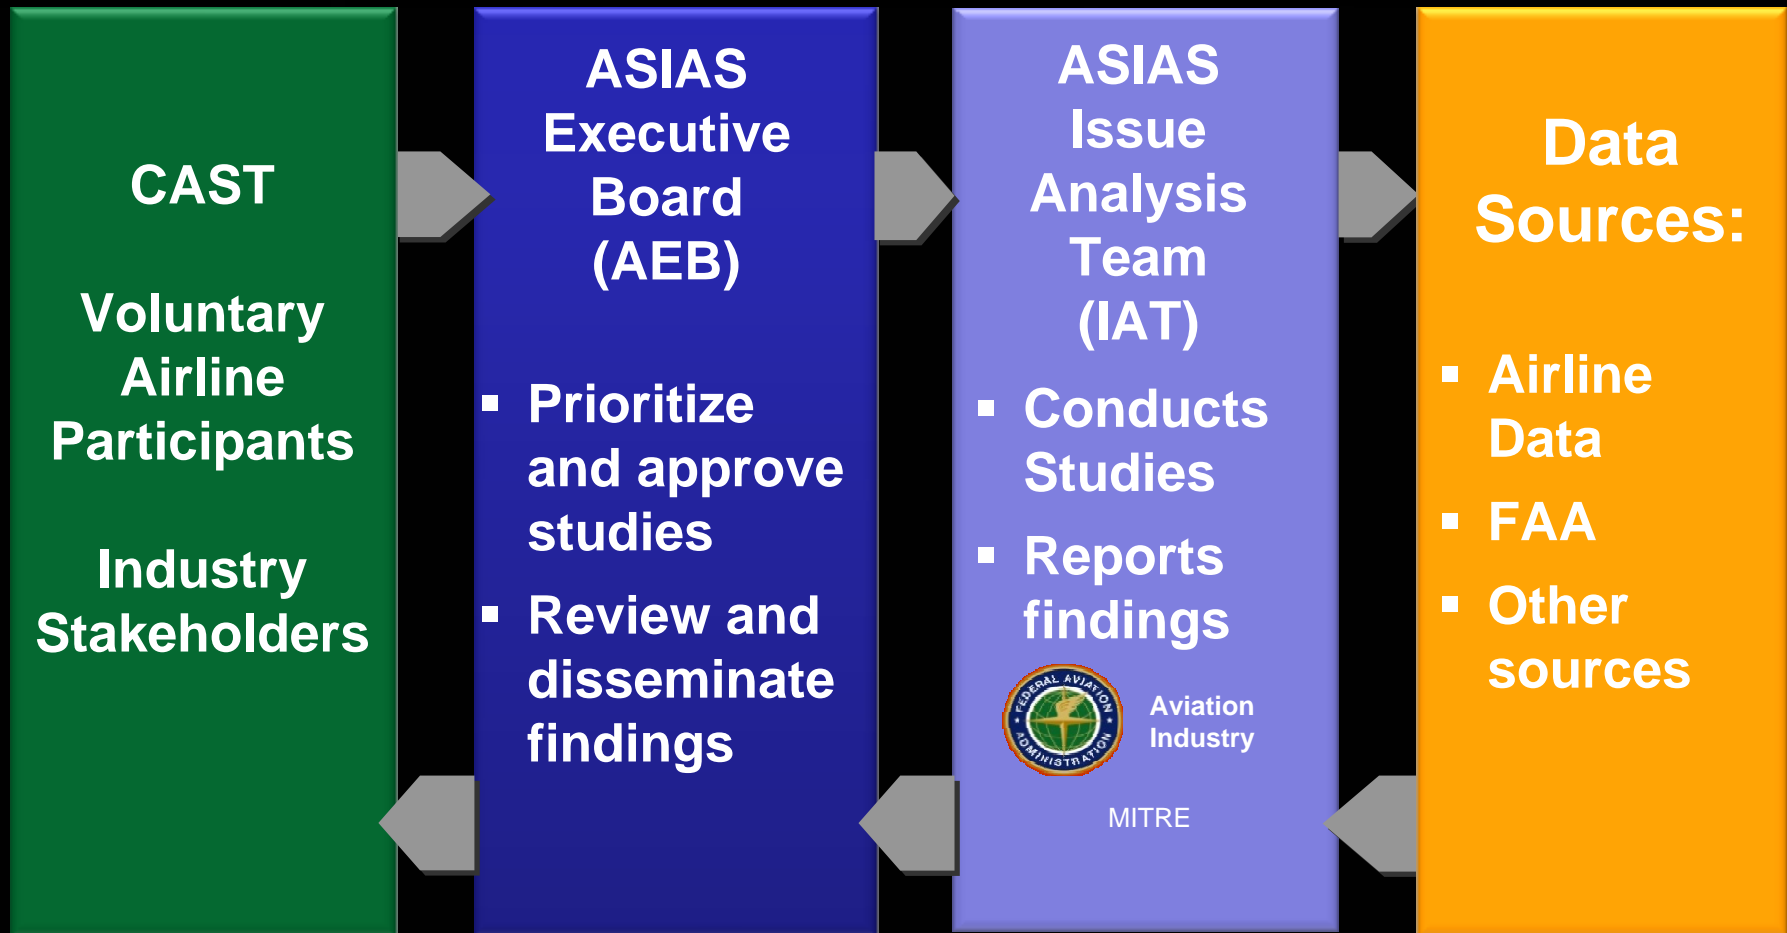 CAST
Voluntary
Airline
Participants
Industry
Stakeholders
ASIAS
Executive
Board
(AEB)
▪ Prioritize
and approve
studies
▪ Review and
disseminate
findings
ASIAS
Issue
Analysis
Team
(IAT)
▪ Conducts
Studies
▪ Reports
findings
FEDERAL AVIATION
ADMINISTRATION
Aviation
Industry
MITRE
Data
Sources:
▪ Airline
Data
▪ FAA
▪ Other
sources